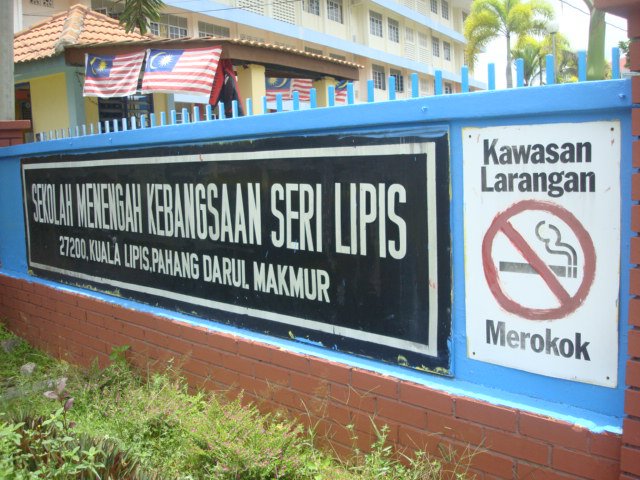 SEKOLAH MENENGAH KEBANGSAAN SERI LIPIS
27200,KUALA LIPIS,PAHANG DARUL MAKMUR
Kawasan
Larangan
Merokok